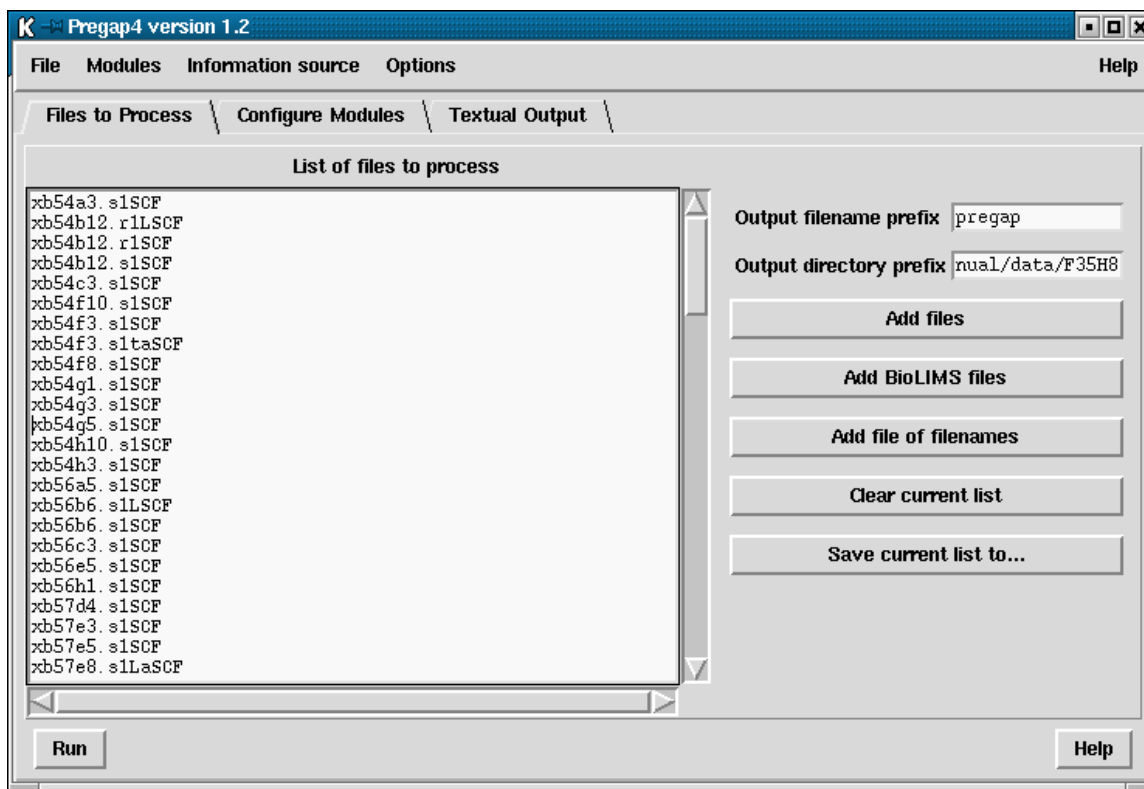 Pregap4 version 1.2
File Modules Information source Options Help
Files to Process Configure Modules Textual Output
List of files to process
xb54a3.s1SCF
xb54b12.r1LSCF
xb54b12.r1SCF
xb54b12.s1SCF
xb54c3.s1SCF
xb54f10.s1SCF
xb54f3.s1SCF
xb54f3.s1taSCF
xb54f8.s1SCF
xb54g1.s1SCF
xb54g3.s1SCF
xb54g5.s1SCF
xb54h10.s1SCF
xb54h3.s1SCF
xb56a5.s1SCF
xb56b6.s1LSCF
xb56b6.s1SCF
xb56c3.s1SCF
xb56e5.s1SCF
xb56h1.s1SCF
xb57d4.s1SCF
xb57e3.s1SCF
xb57e5.s1SCF
xb57e8.s1LaSCF
Output filename prefix pregap
Output directory prefix nual/data/F35H8
Add files
Add BioLIMS files
Add file of filenames
Clear current list
Save current list to...
Run Help